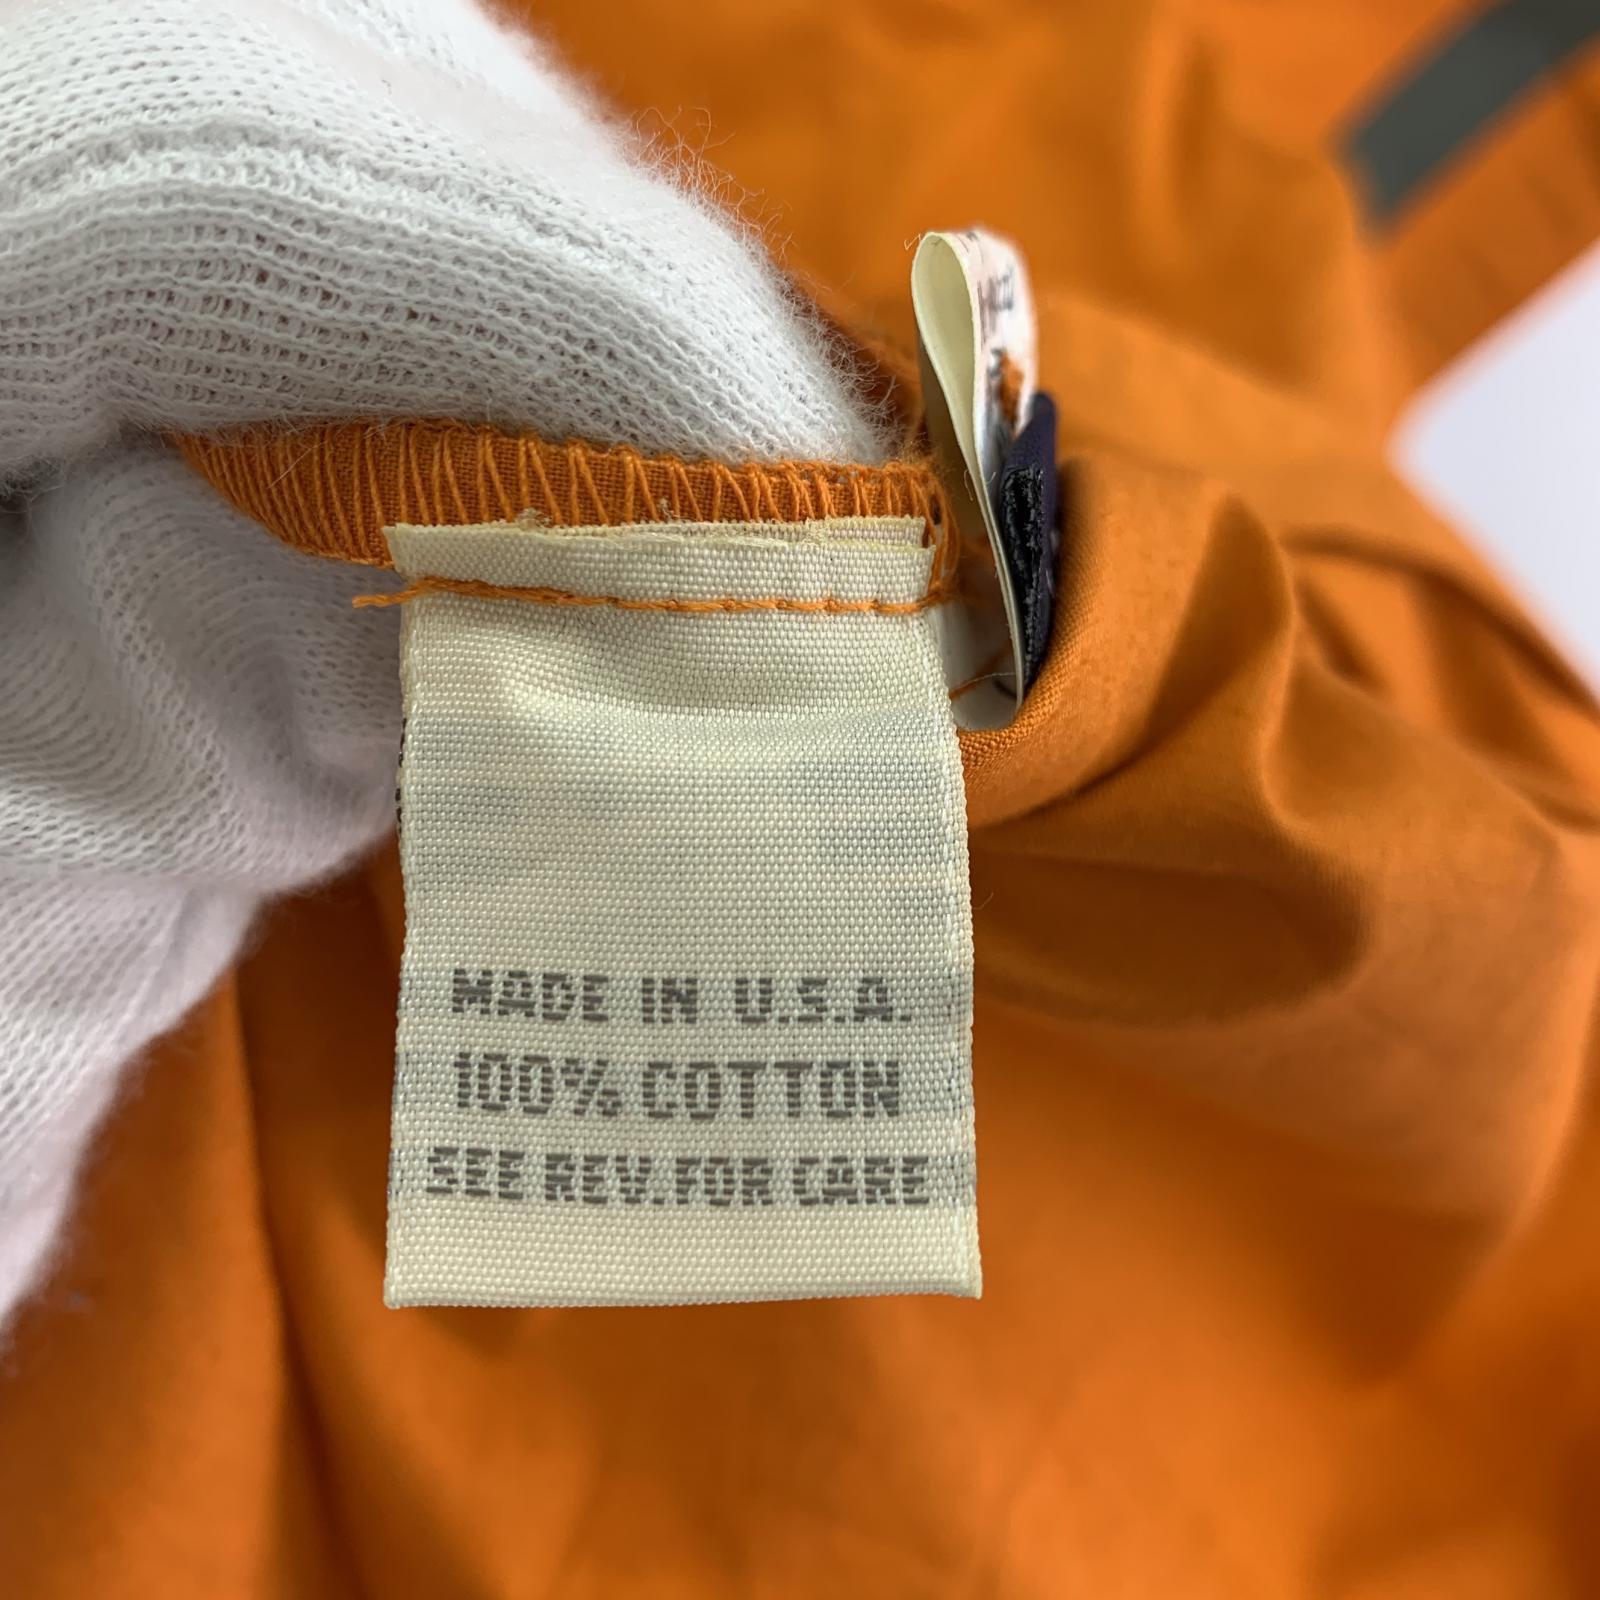 MADE IN U.S.A.
100% COTTON
SEE REV. FOR CARE